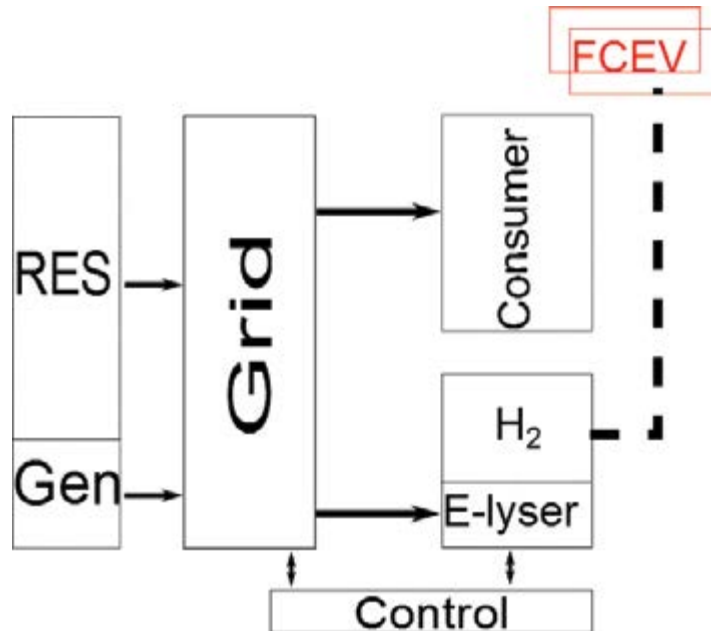 FCEV
RES
Grid
Consumer
Gen
H₂
E-lyser
Control